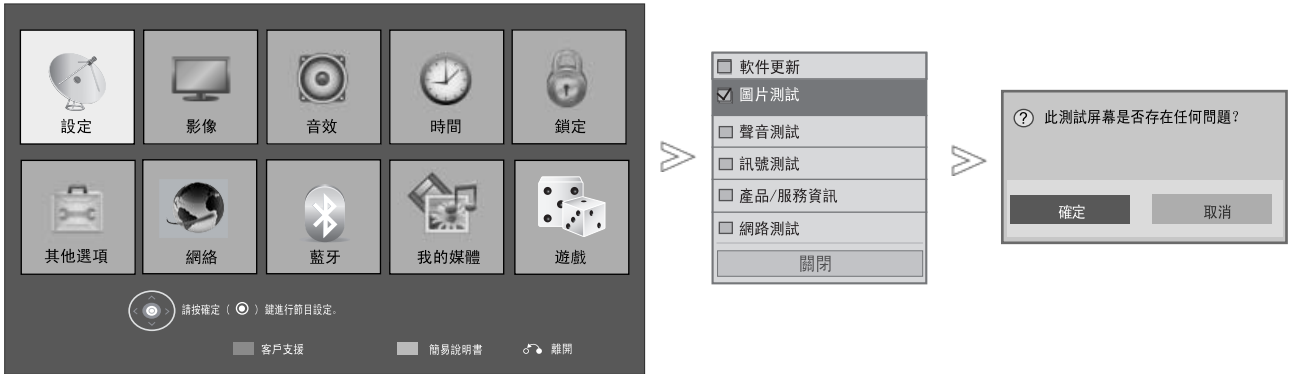 設定
影像
音效
時間
鎖定
其他選項
網絡
藍牙
我的媒體
遊戲
請按確定 ( ◉ ) 鍵進行節目設定。
客戶支援
簡易說明書
離開
軟件更新
圖片測試
聲音測試
訊號測試
產品/服務資訊
網路測試
關閉
此測試屏幕是否存在任何問題?
確定
取消